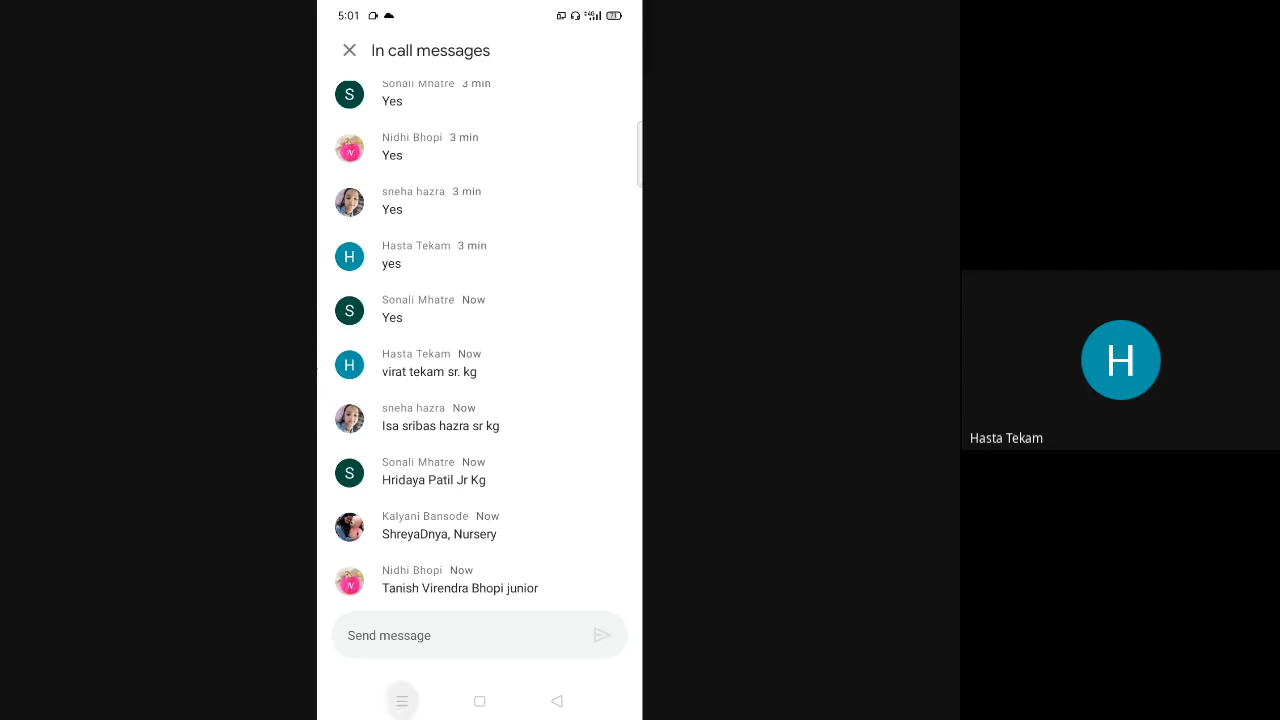 5:01
71
In call messages
Sonali Mhatre 3 min
S
Yes
Nidhi Bhopi 3 min
N
Yes
sneha hazra 3 min
Yes
Hasta Tekam 3 min
H
yes
Sonali Mhatre Now
S
Yes
Hasta Tekam Now
H
virat tekam sr. kg
sneha hazra Now
Isa sribas hazra sr kg
Sonali Mhatre Now
S
Hridaya Patil Jr Kg
Kalyani Bansode Now
ShreyaDnya, Nursery
Nidhi Bhopi Now
N
Tanish Virendra Bhopi junior
Send message
H
Hasta Tekam